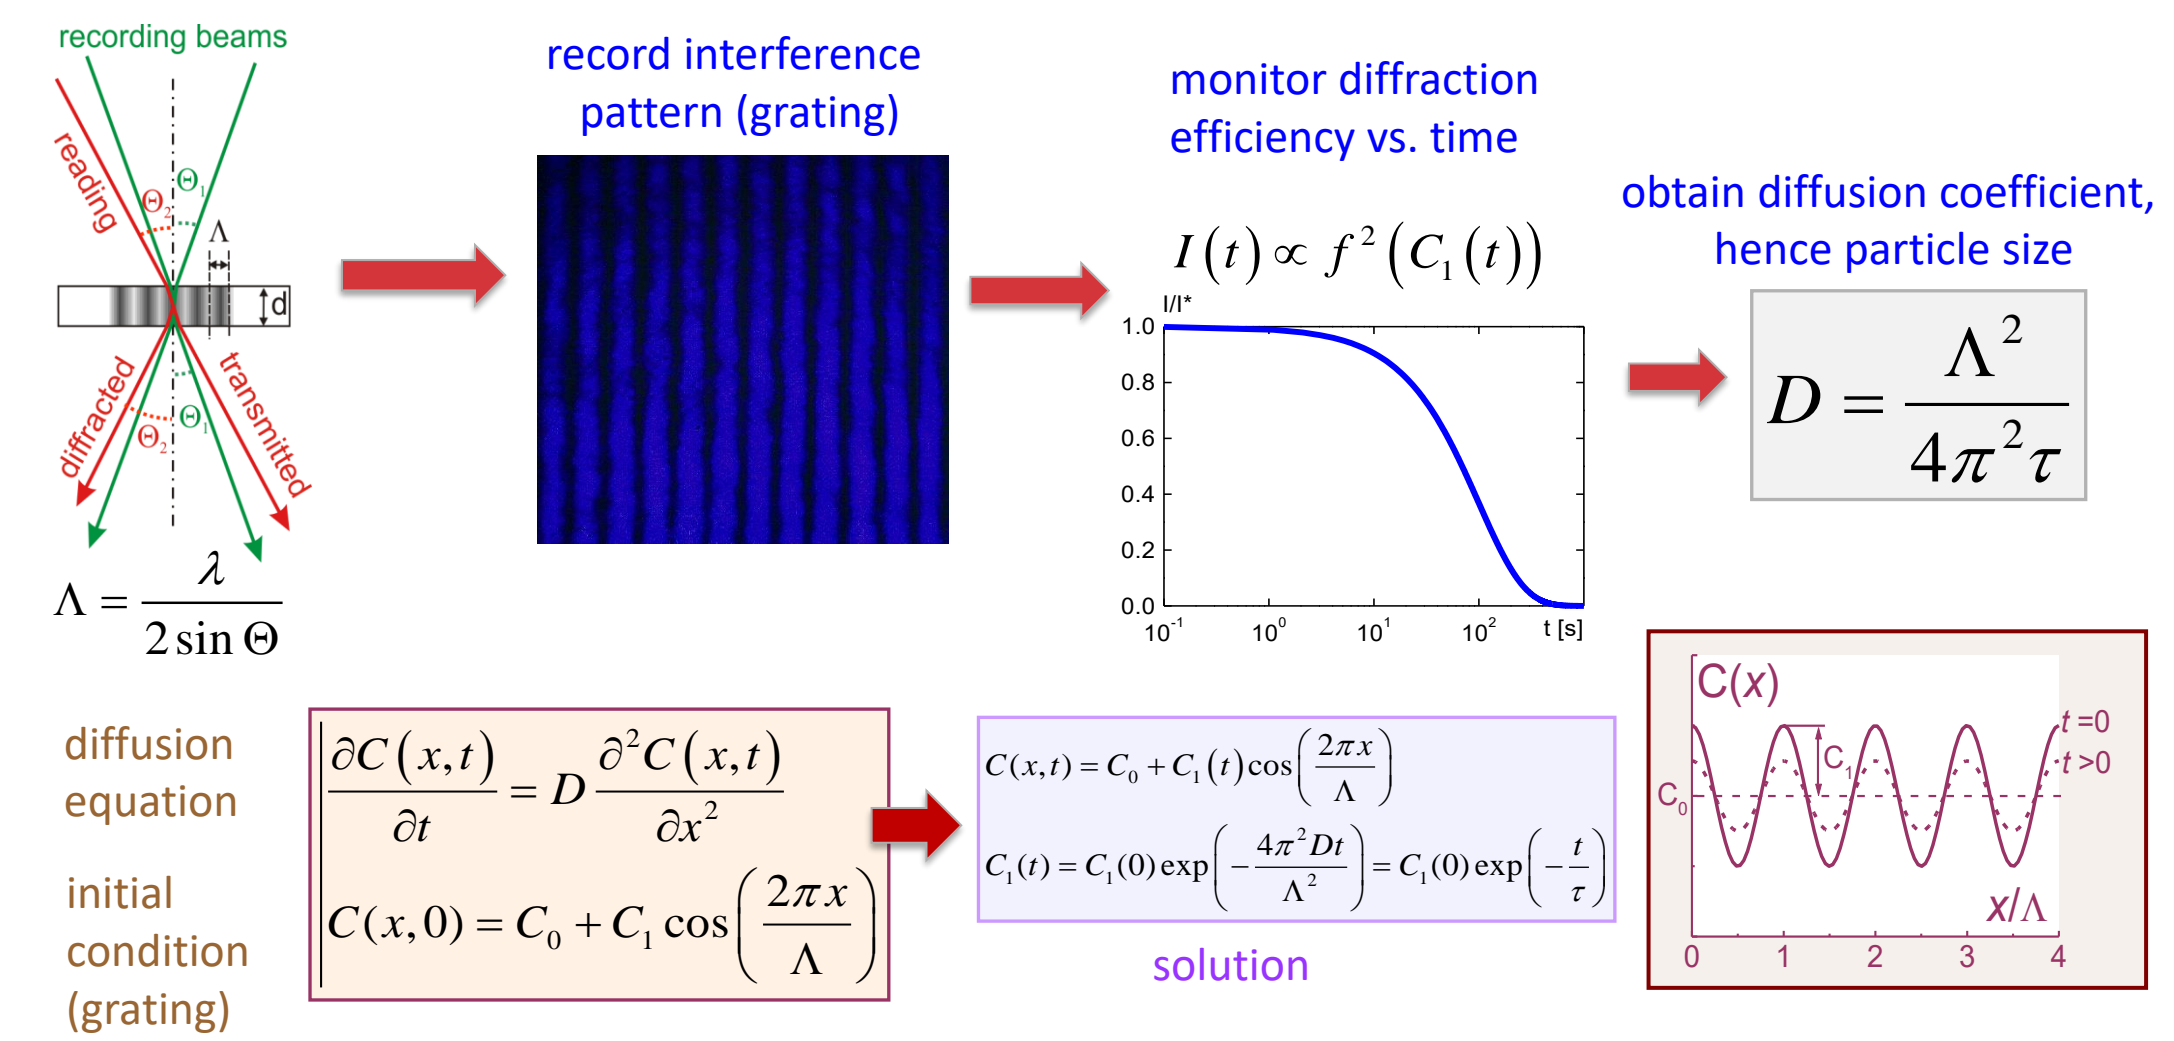 recording beams
reading
Θ₂
Θ₁
Λ
d
diffracted
transmitted
Θ₂
Θ₁
Λ = λ / (2 sin Θ)
record interference
pattern (grating)
monitor diffraction
efficiency vs. time
I(t) ∝ f²(C₁(t))
I/I*
1.0
0.8
0.6
0.4
0.2
0.0
10⁻¹ 10⁰ 10¹ 10² t [s]
obtain diffusion coefficient,
hence particle size
D = Λ² / (4π²τ)
diffusion
equation
initial
condition
(grating)
∂C(x,t)/∂t = D ∂²C(x,t)/∂x²
C(x,0) = C₀ + C₁ cos(2πx/Λ)
C(x,t) = C₀ + C₁(t) cos(2πx/Λ)
C₁(t) = C₁(0) exp(−4π²Dt/Λ²) = C₁(0) exp(−t/τ)
solution
C(x)
t =0
C₁
t >0
C₀
x/Λ
0 1 2 3 4